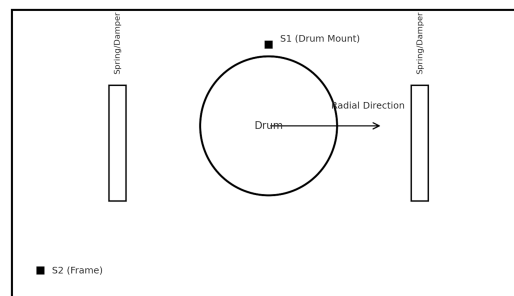 Spring/Damper
S1 (Drum Mount)
Spring/Damper
Radial Direction
Drum
S2 (Frame)